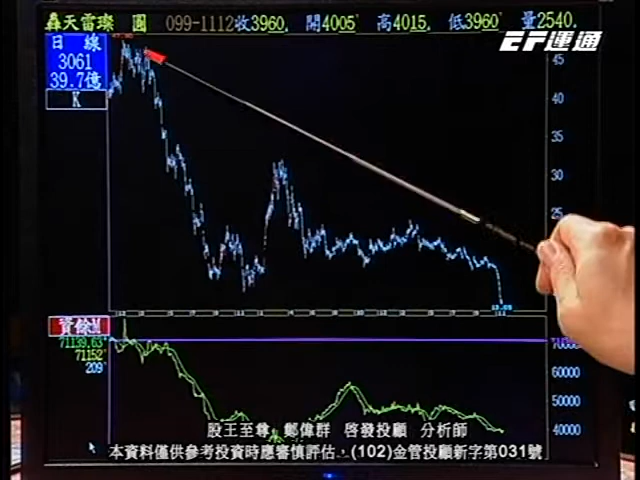 轟天雷璨 圓 099-1112收3960. 開4005 高4015. 低3960 量2540.
EF運通
日 線
3061
39.7億
K
45
40
35
30
25
資餘M
71139.63
71152
209
70000
60000
50000
40000
股王至尊 鄭偉群 啓發投顧 分析師
本資料僅供參考投資時應審慎評估，(102)金管投顧新字第031號